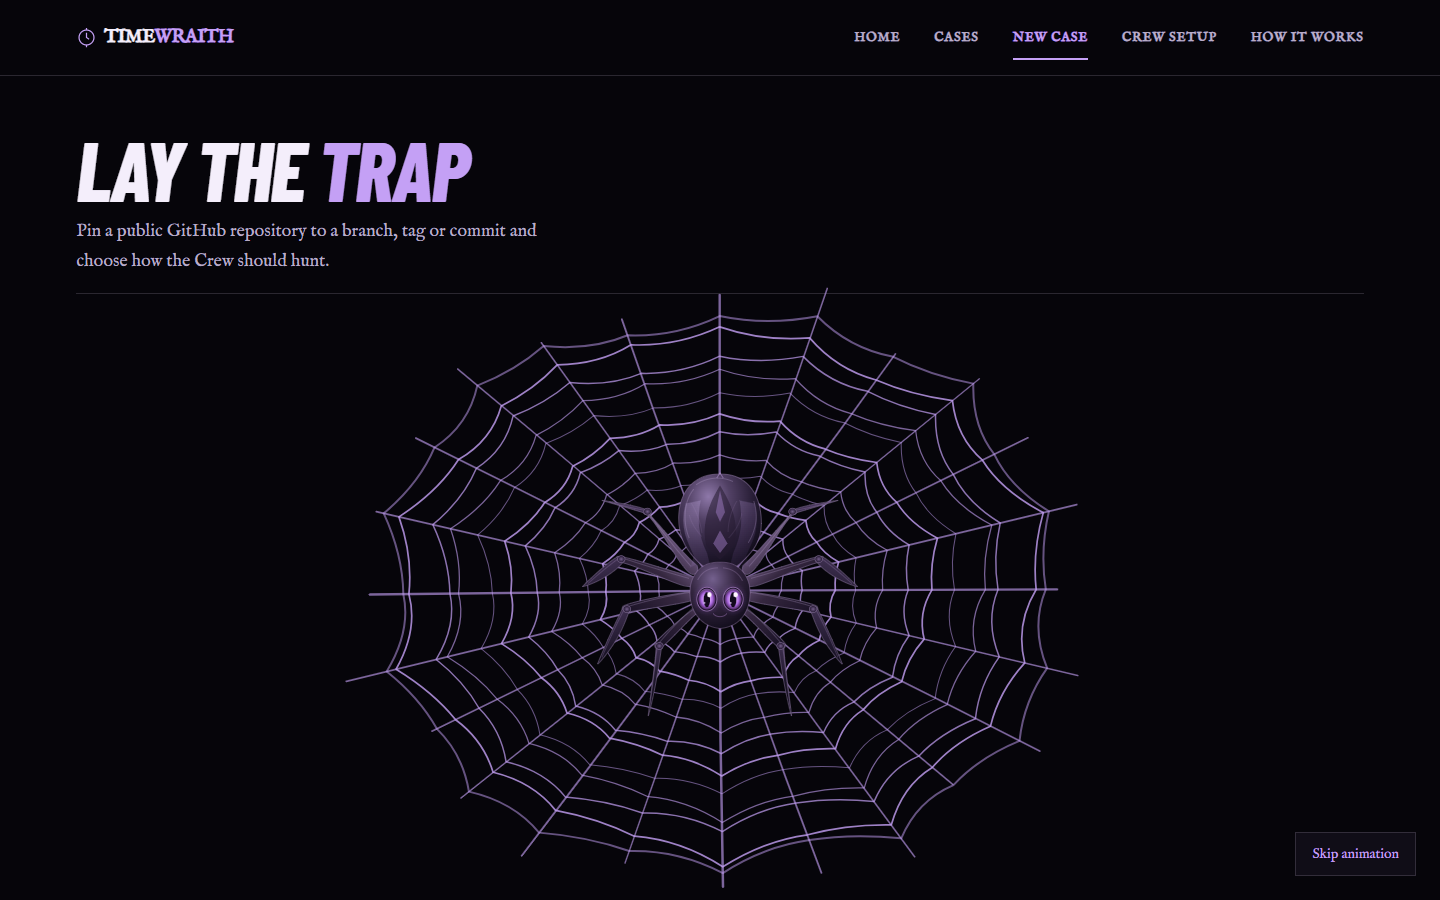 TIMEWRAITH
HOME CASES NEW CASE CREW SETUP HOW IT WORKS
LAY THE TRAP
Pin a public GitHub repository to a branch, tag or commit and
choose how the Crew should hunt.
Skip animation